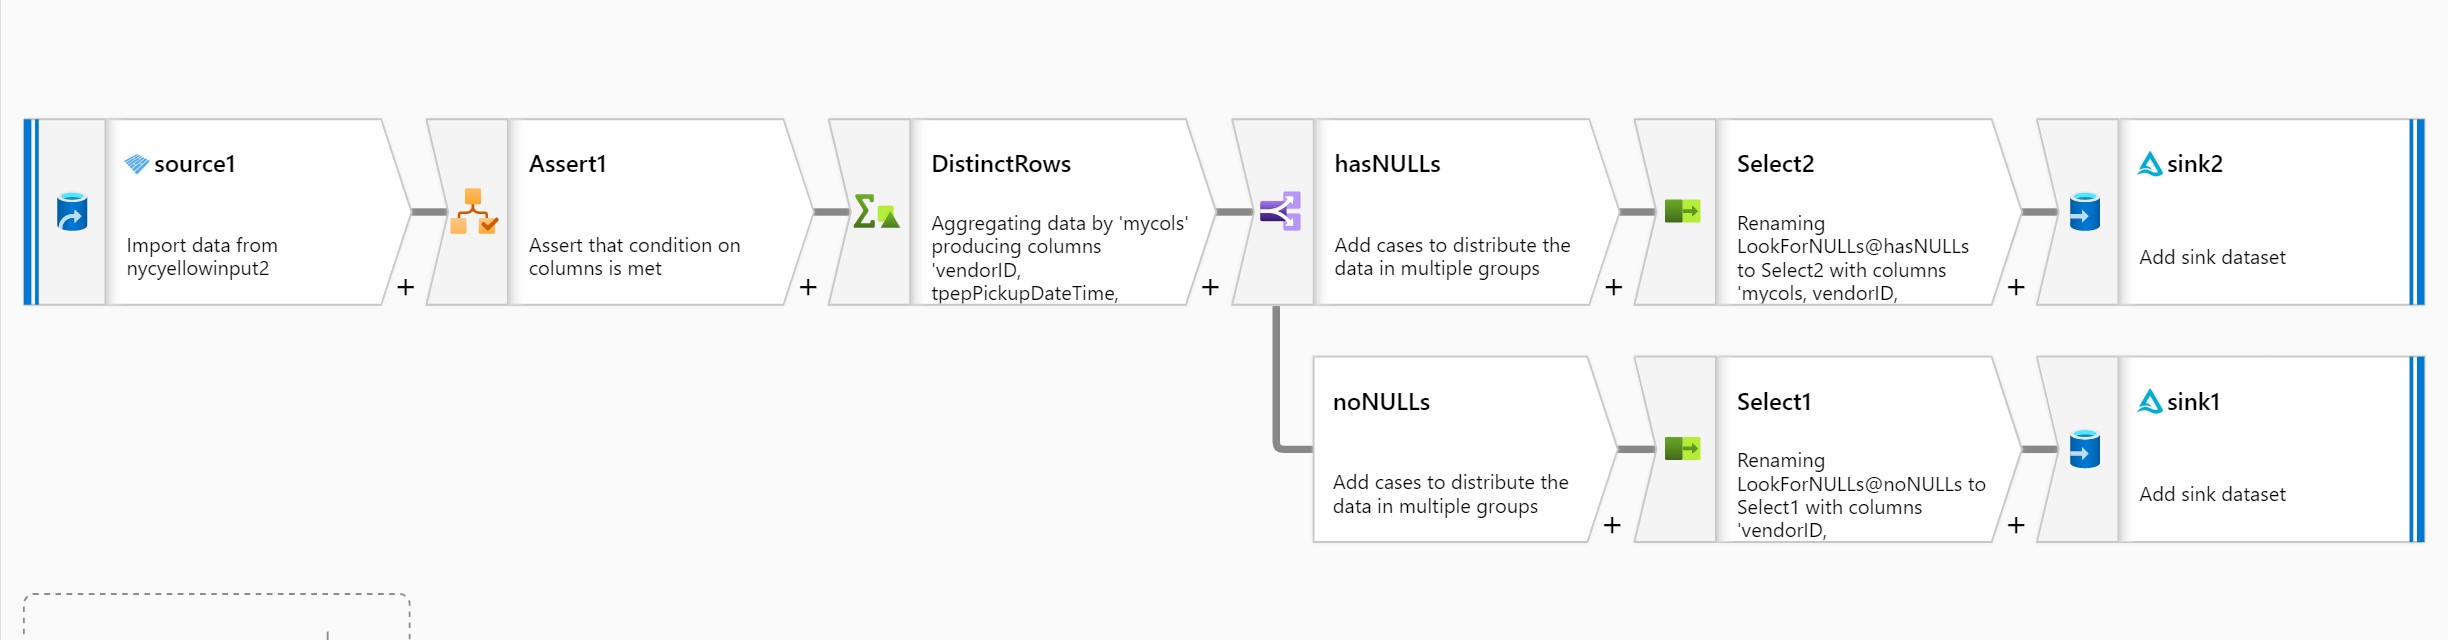 source1
Import data from
nycyellowinput2
+
Assert1
Assert that condition on
columns is met
+
DistinctRows
Aggregating data by 'mycols'
producing columns
'vendorID,
tpepPickupDateTime,
+
hasNULLs
Add cases to distribute the
data in multiple groups
+
Select2
Renaming
LookForNULLs@hasNULLs
to Select2 with columns
'mycols, vendorID,
+
sink2
Add sink dataset
noNULLs
Add cases to distribute the
data in multiple groups
+
Select1
Renaming
LookForNULLs@noNULLs to
Select1 with columns
'vendorID,
+
sink1
Add sink dataset